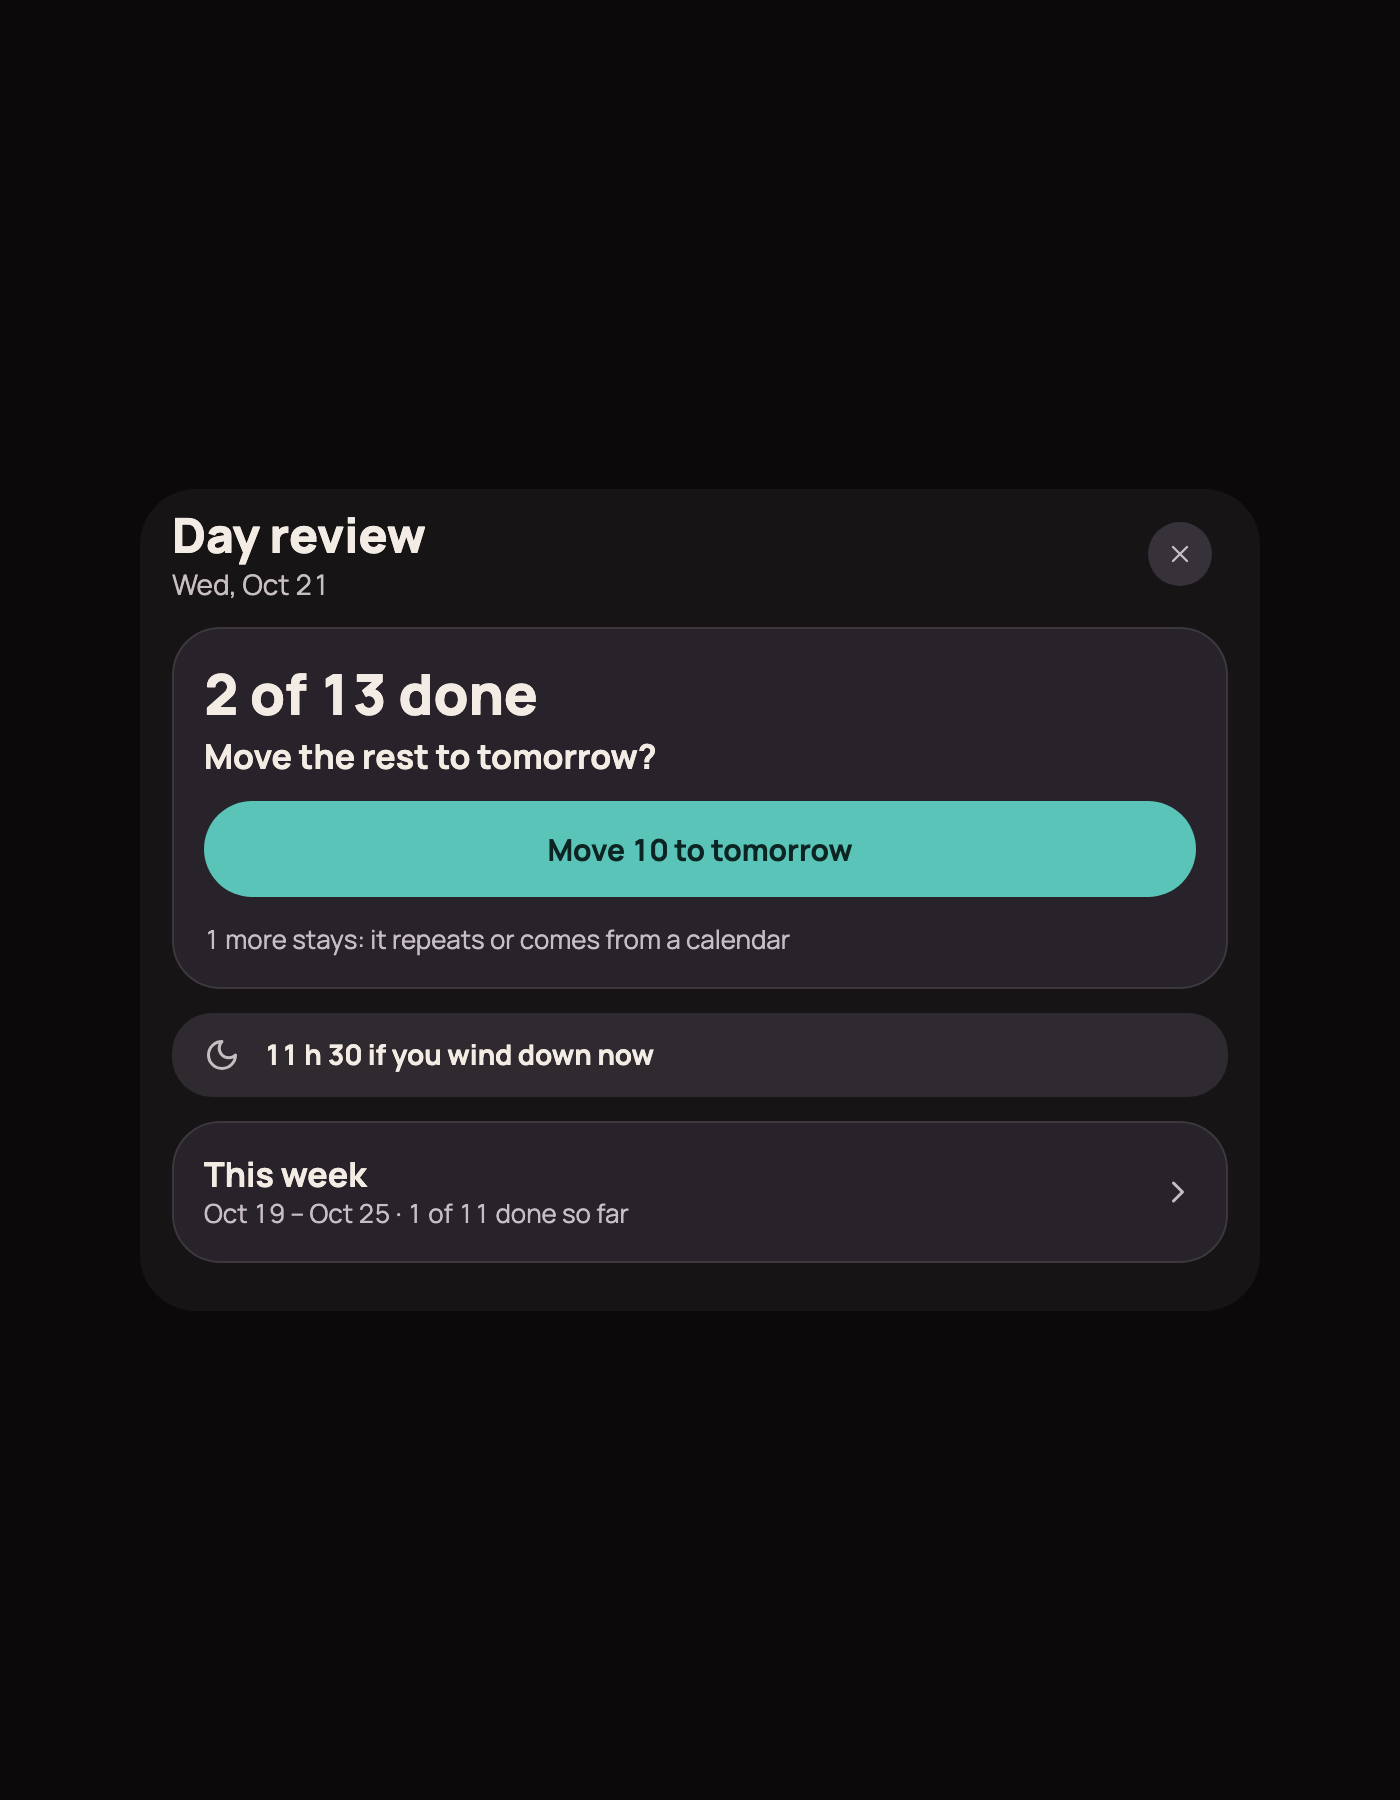 Day review
Wed, Oct 21
2 of 13 done
Move the rest to tomorrow?
Move 10 to tomorrow
1 more stays: it repeats or comes from a calendar
11 h 30 if you wind down now
This week
Oct 19 – Oct 25 · 1 of 11 done so far